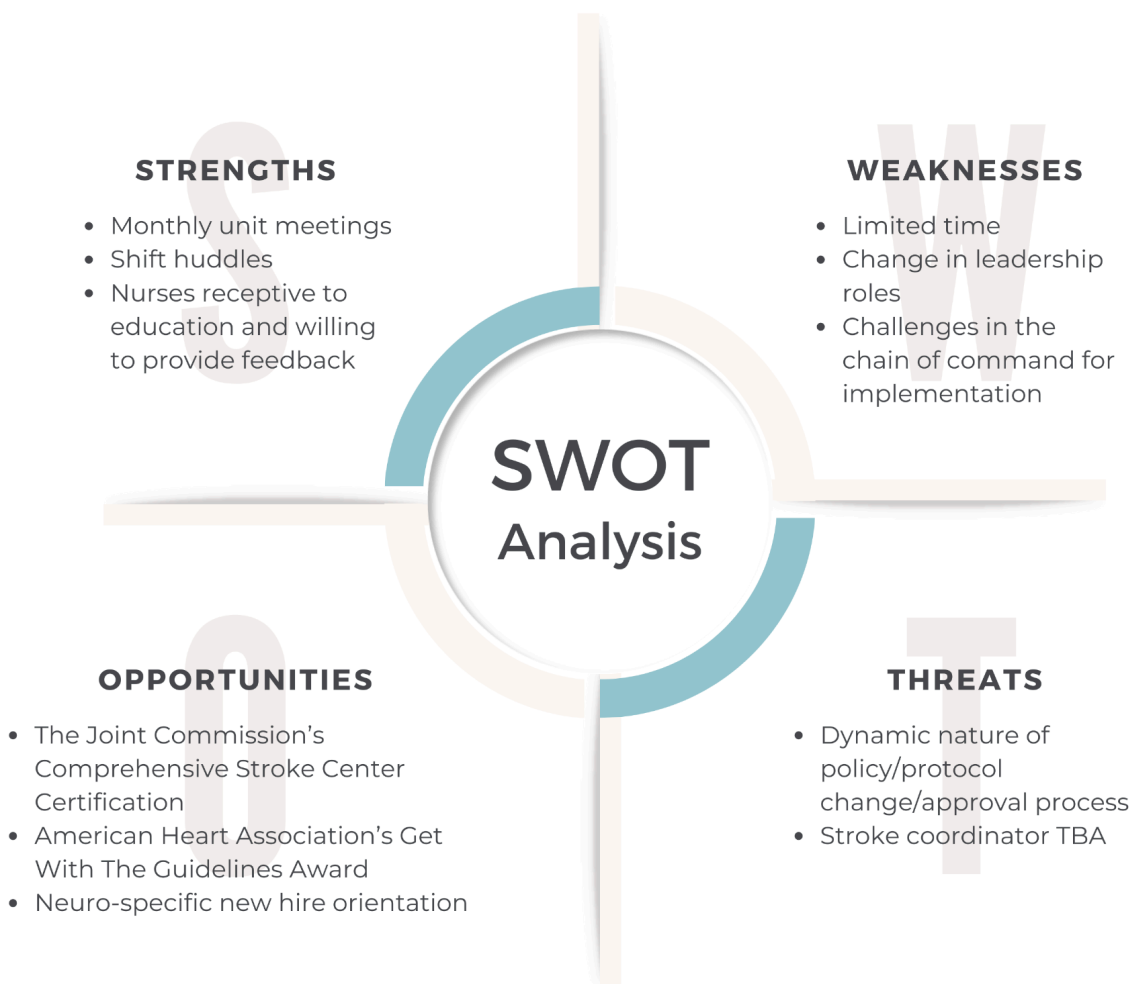 S
STRENGTHS
• Monthly unit meetings
• Shift huddles
• Nurses receptive to
education and willing
to provide feedback
W
WEAKNESSES
• Limited time
• Change in leadership
roles
• Challenges in the
chain of command for
implementation
SWOT
Analysis
O
OPPORTUNITIES
• The Joint Commission's
Comprehensive Stroke Center
Certification
• American Heart Association's Get
With The Guidelines Award
• Neuro-specific new hire orientation
T
THREATS
• Dynamic nature of
policy/protocol
change/approval process
• Stroke coordinator TBA